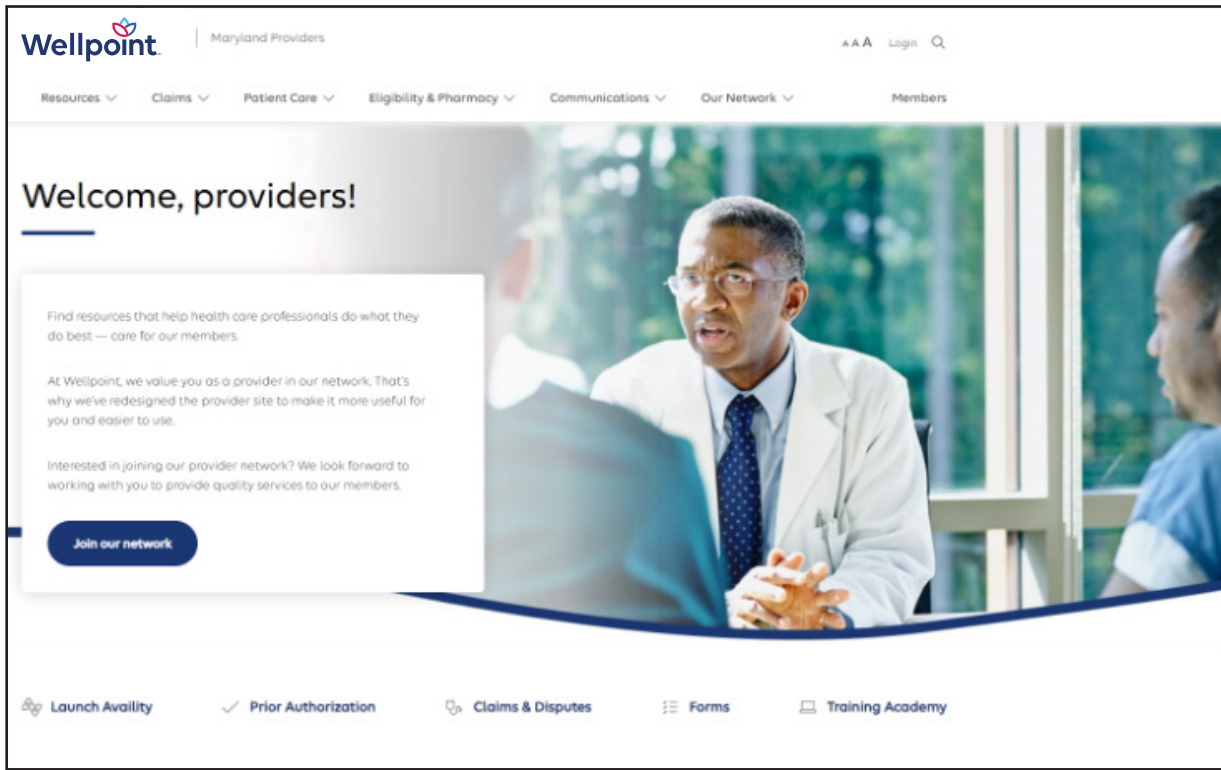 Wellpoint
Maryland Providers
A A A Login
Resources Claims Patient Care Eligibility & Pharmacy Communications Our Network Members
Welcome, providers!
Find resources that help health care professionals do what they
do best — care for our members.
At Wellpoint, we value you as a provider in our network. That's
why we've redesigned the provider site to make it more useful for
you and easier to use.
Interested in joining our provider network? We look forward to
working with you to provide quality services to our members.
Join our network
Launch Availity Prior Authorization Claims & Disputes Forms Training Academy